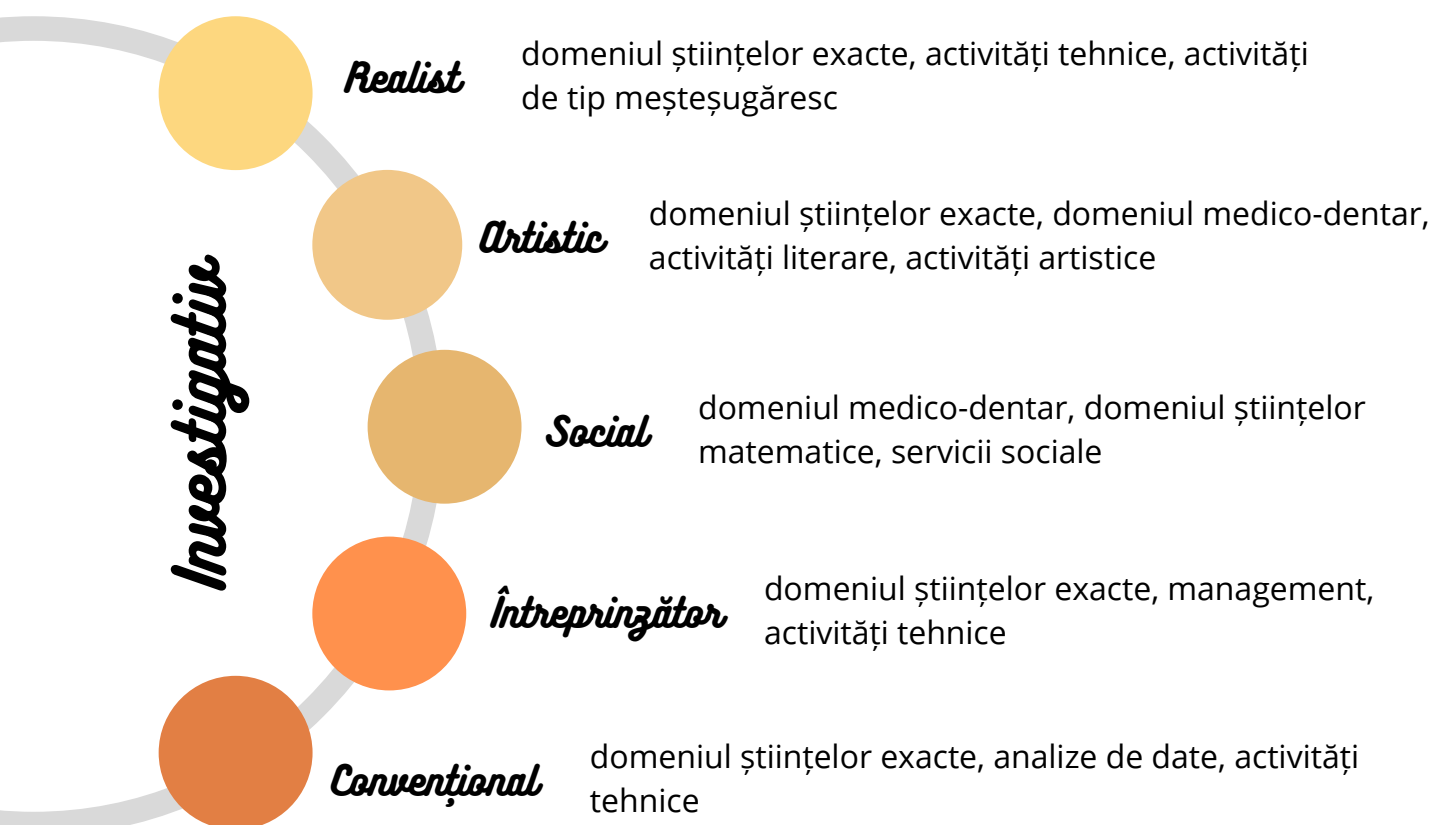 Investigativ
Realist
domeniul științelor exacte, activități tehnice, activități
de tip meșteșugăresc
Artistic
domeniul științelor exacte, domeniul medico-dentar,
activități literare, activități artistice
Social
domeniul medico-dentar, domeniul științelor
matematice, servicii sociale
Întreprinzător
domeniul științelor exacte, management,
activități tehnice
Convențional
domeniul științelor exacte, analize de date, activități
tehnice